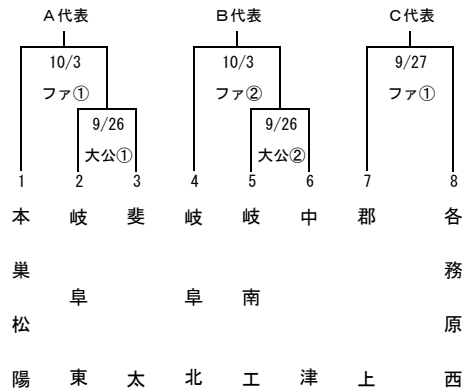 A代表
B代表
C代表
10/3
ファ①
10/3
ファ②
9/27
ファ①
9/26
大公①
9/26
大公②
1
2
3
4
5
6
7
8
本巣松陽
岐阜東
斐太
岐阜北
岐南工
中津
郡上
各務原西